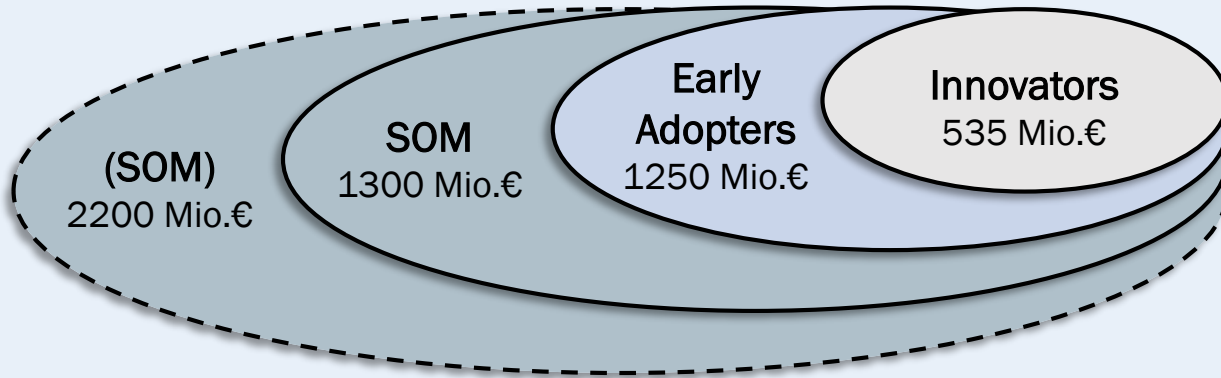 (SOM)
2200 Mio.€
SOM
1300 Mio.€
Early
Adopters
1250 Mio.€
Innovators
535 Mio.€